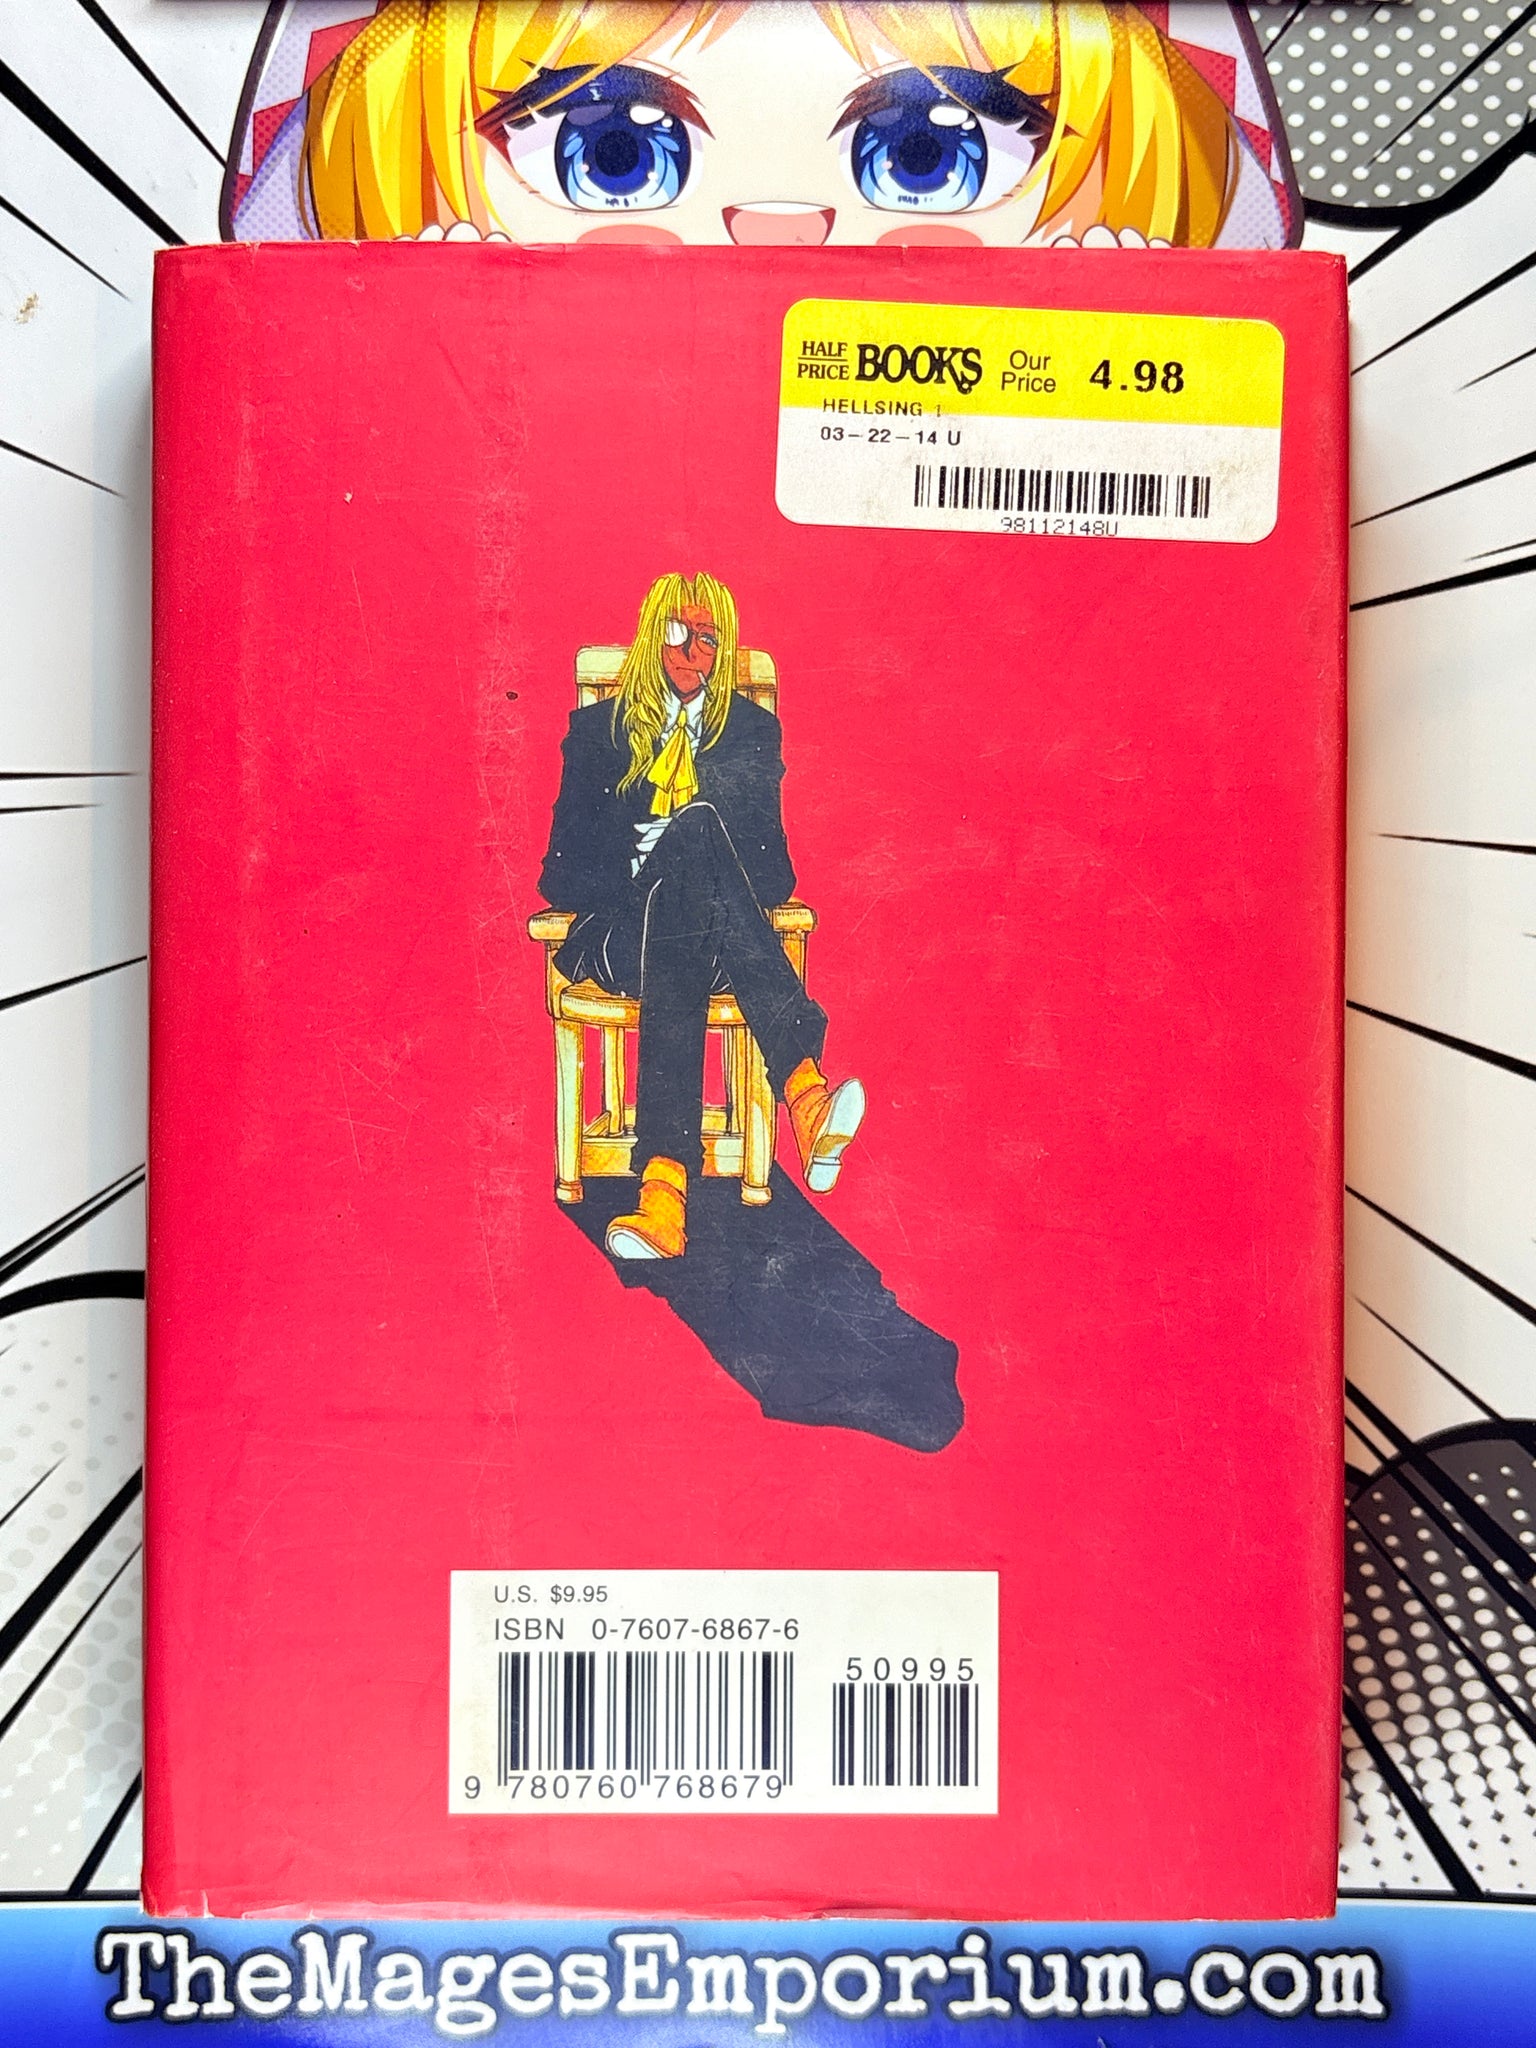 HALF PRICE BOOKS Our Price 4.98
HELLSING 1
03-22-14 U
98112148U
U.S. $9.95
ISBN 0-7607-6867-6
50995
9 780760 768679
TheMagesEmporium.com